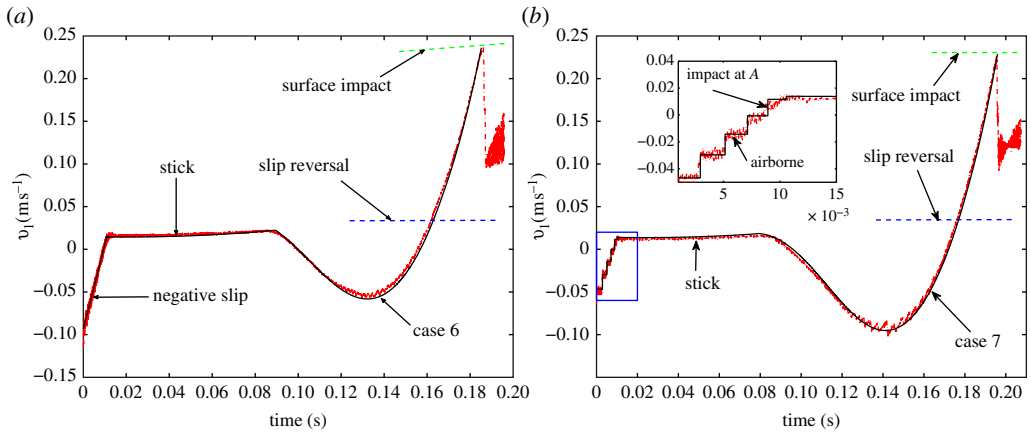 (a)
0.25
0.20
0.15
0.10
0.05
0
−0.05
−0.10
−0.15
υ1(ms−1)
surface impact
slip reversal
stick
negative slip
case 6
0 0.02 0.04 0.06 0.08 0.10 0.12 0.14 0.16 0.18 0.20
time (s)
(b)
0.25
0.20
0.15
0.10
0.05
0
−0.05
−0.10
υ1(ms−1)
0.04
0.02
0
−0.02
−0.04
impact at A
airborne
5 10 15
× 10−3
surface impact
slip reversal
stick
case 7
0 0.02 0.04 0.06 0.08 0.10 0.12 0.14 0.16 0.18 0.20
time (s)